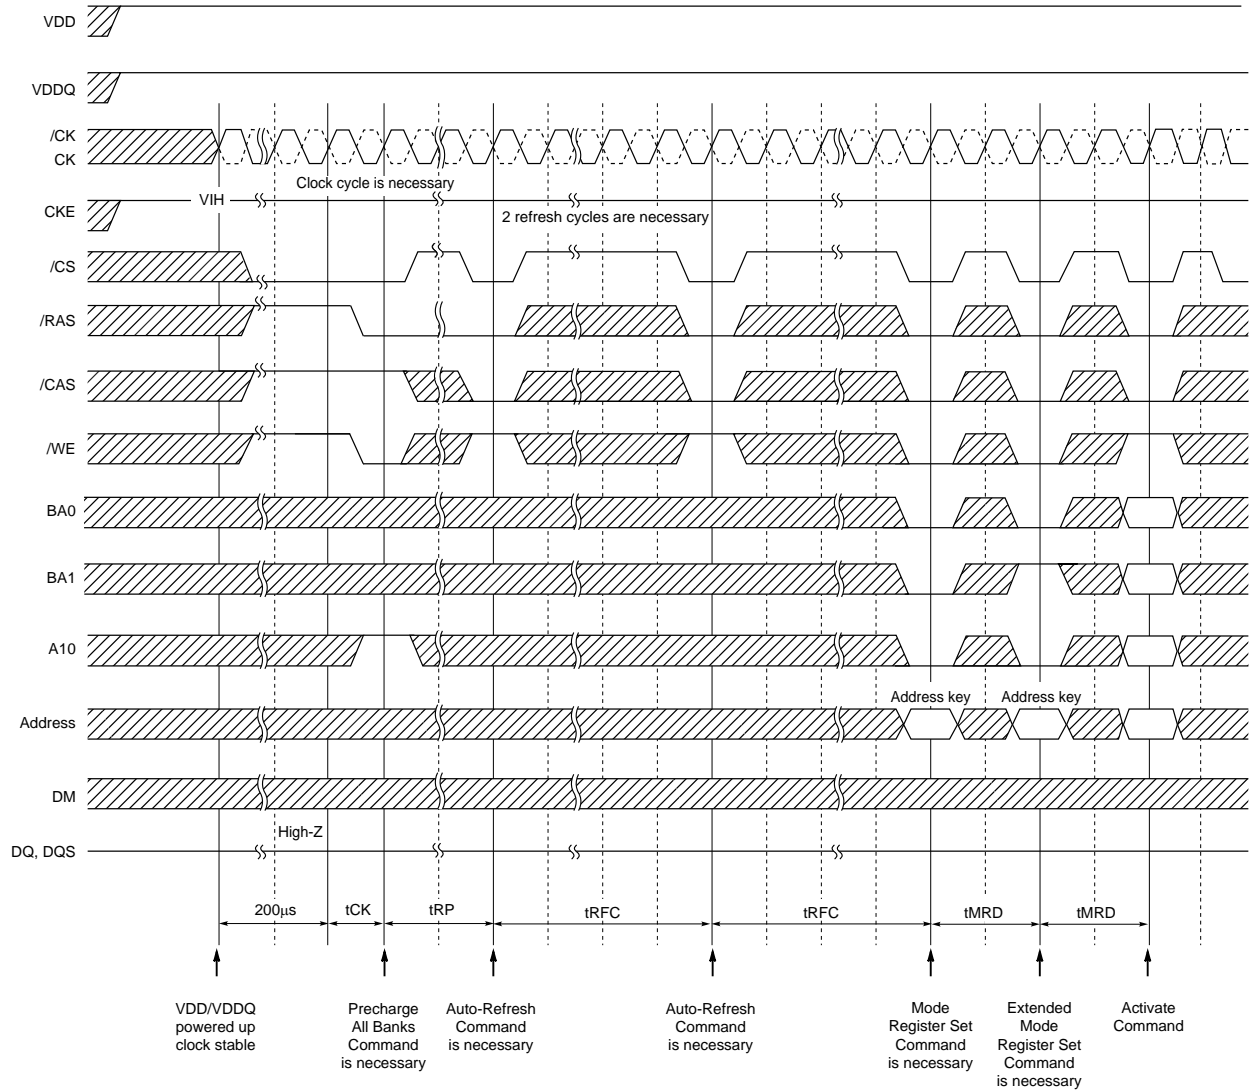 VDD
VDDQ
/CK
CK
Clock cycle is necessary
VIH
CKE
2 refresh cycles are necessary
/CS
/RAS
/CAS
/WE
BA0
BA1
A10
Address key Address key
Address
DM
High-Z
DQ, DQS
200μs tCK tRP tRFC tRFC tMRD tMRD
VDD/VDDQ
powered up
clock stable
Precharge
All Banks
Command
is necessary
Auto-Refresh
Command
is necessary
Auto-Refresh
Command
is necessary
Mode
Register Set
Command
is necessary
Extended
Mode
Register Set
Command
is necessary
Activate
Command